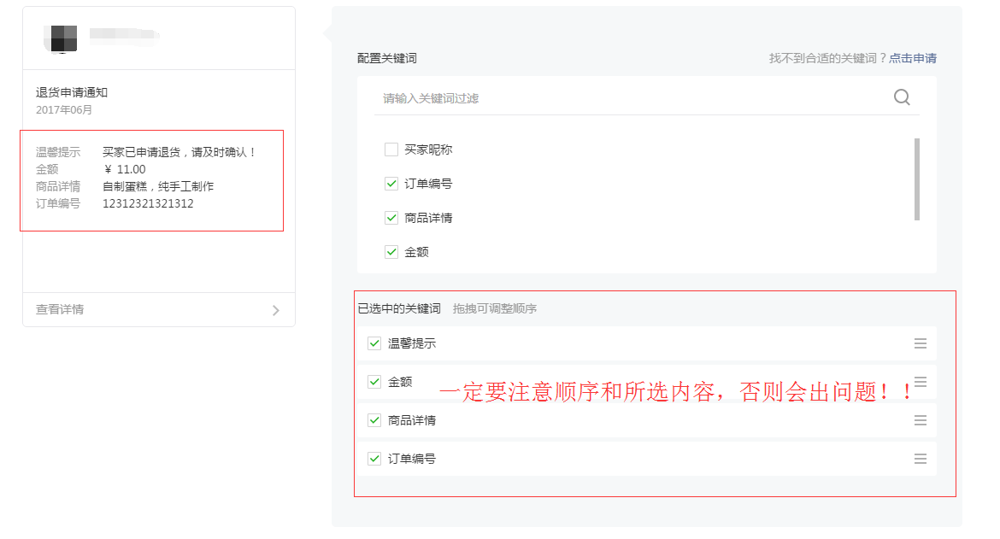 退货申请通知
2017年06月
温馨提示 买家已申请退货，请及时确认！
金额 ¥ 11.00
商品详情 自制蛋糕，纯手工制作
订单编号 12312321321312
查看详情
配置关键词 找不到合适的关键词？点击申请
请输入关键词过滤
买家昵称
订单编号
商品详情
金额
已选中的关键词 拖拽可调整顺序
温馨提示
金额
一定要注意顺序和所选内容，否则会出问题！！
商品详情
订单编号